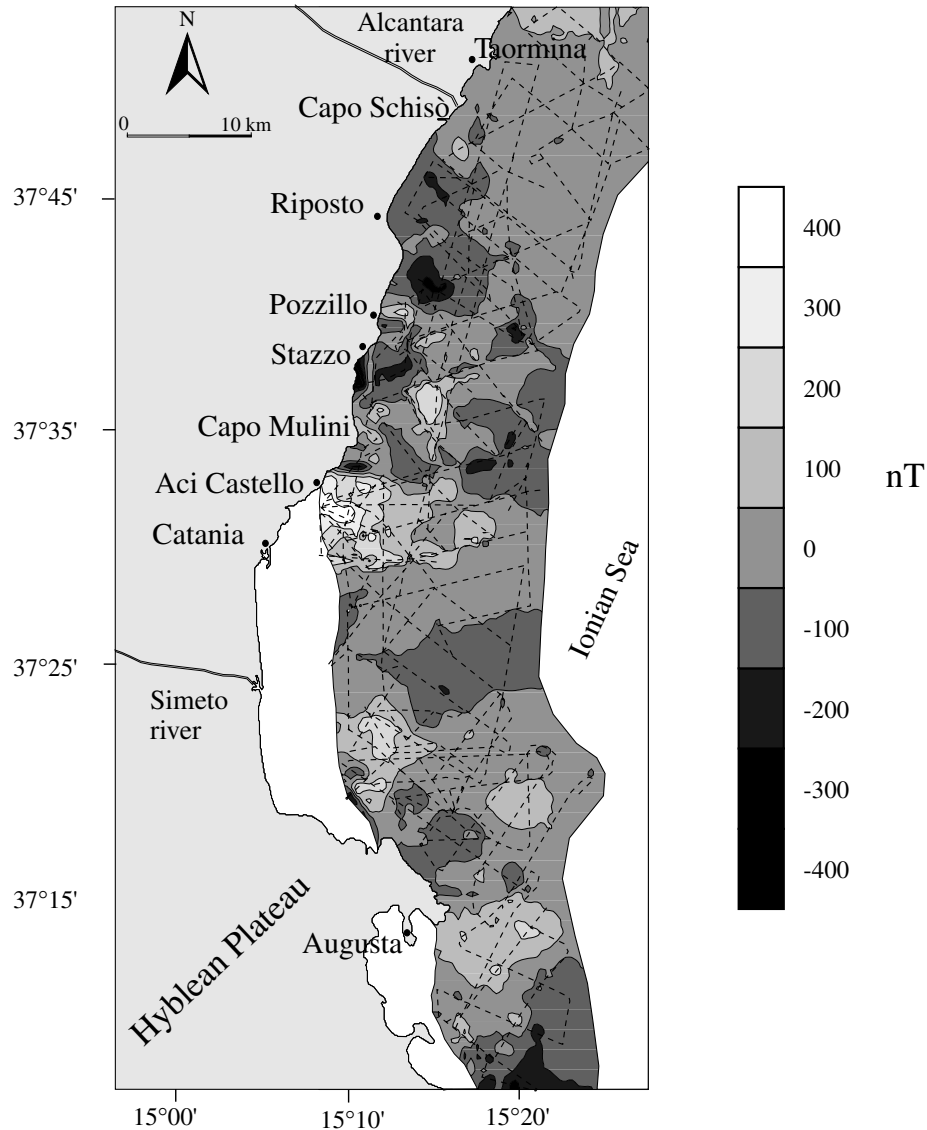 N
Alcantara
river
Taormina
Capo Schisò
0 10 km
37°45'
Riposto
Pozzillo
Stazzo
37°35'
Capo Mulini
Aci Castello
Catania
Ionian Sea
37°25'
Simeto
river
37°15'
Hyblean Plateau
Augusta
15°00' 15°10' 15°20'
400
300
200
100
0
-100
-200
-300
-400
nT